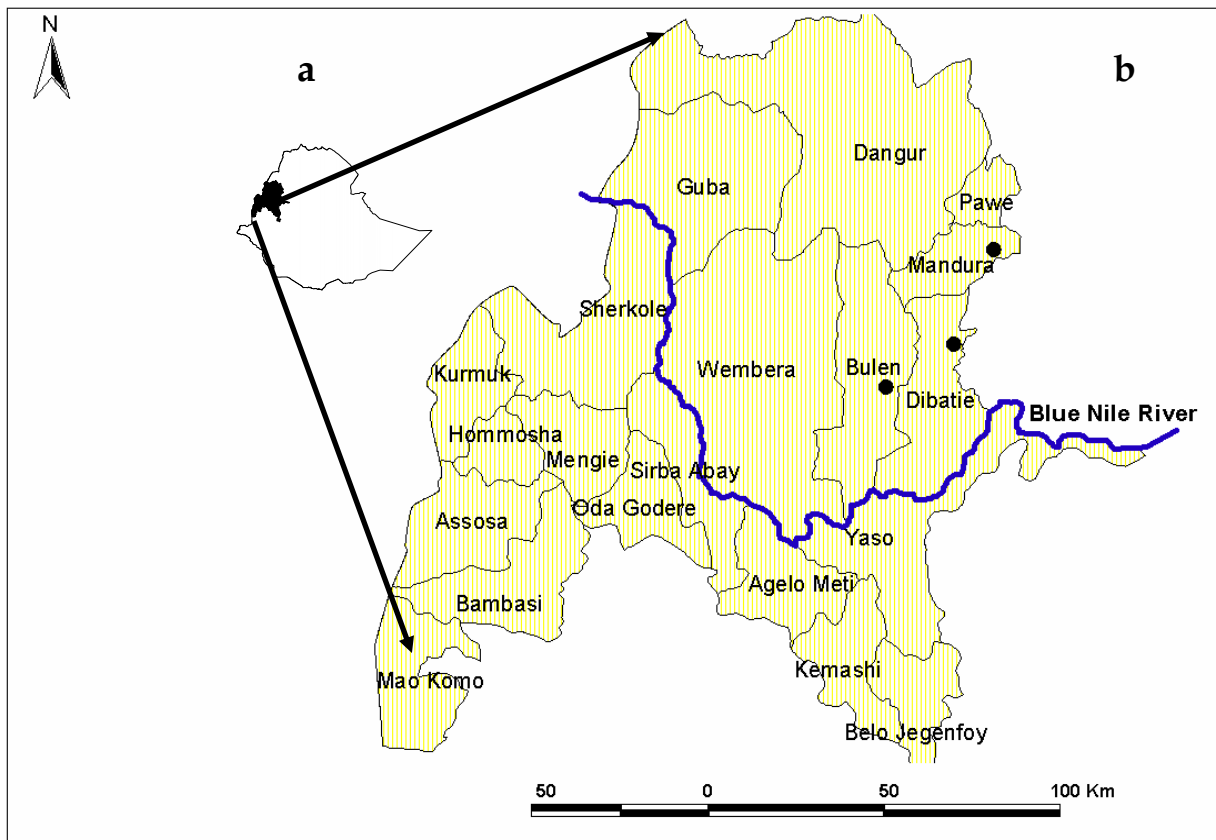 N
a
b
Dangur
Guba
Pawe
Mandura
Sherkole
Wembera
Bulen
Kurmuk
Dibatie
Blue Nile River
Hommosha
Mengie
Sirba Abay
Oda Godere
Assosa
Yaso
Agelo Meti
Bambasi
Kemashi
Mao Komo
Belo Jegenfoy
50 0 50 100 Km